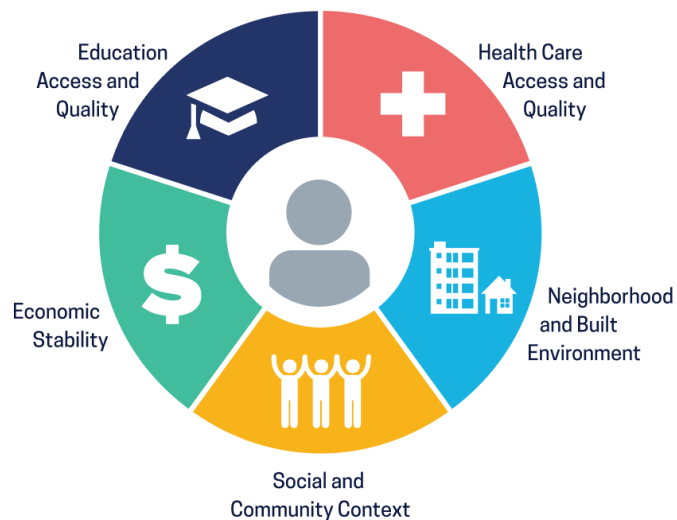 Education
Access and
Quality
Health Care
Access and
Quality
Economic
Stability
Neighborhood
and Built
Environment
Social and
Community Context